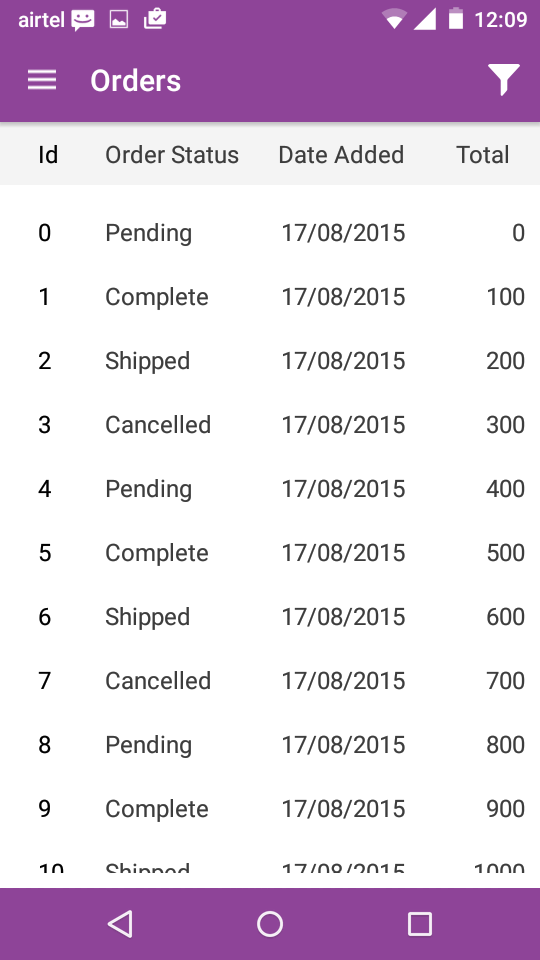 airtel 12:09
Orders
Id Order Status Date Added Total
0 Pending 17/08/2015 0
1 Complete 17/08/2015 100
2 Shipped 17/08/2015 200
3 Cancelled 17/08/2015 300
4 Pending 17/08/2015 400
5 Complete 17/08/2015 500
6 Shipped 17/08/2015 600
7 Cancelled 17/08/2015 700
8 Pending 17/08/2015 800
9 Complete 17/08/2015 900
10 Shipped 17/08/2015 1000